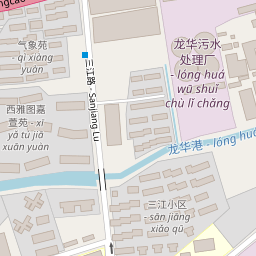 ngcao
气象苑
- qì xiàng
yuàn
龙华污水
处理厂
- lóng huá
wū shuǐ
chǔ lǐ chǎng
三江路 - Sanjiang Lu
西雅图嘉
萱苑 - xī
yǎ tú jiā
xuān yuàn
龙华港 - lóng hu
三江小区
- sān jiāng
xiǎo qū